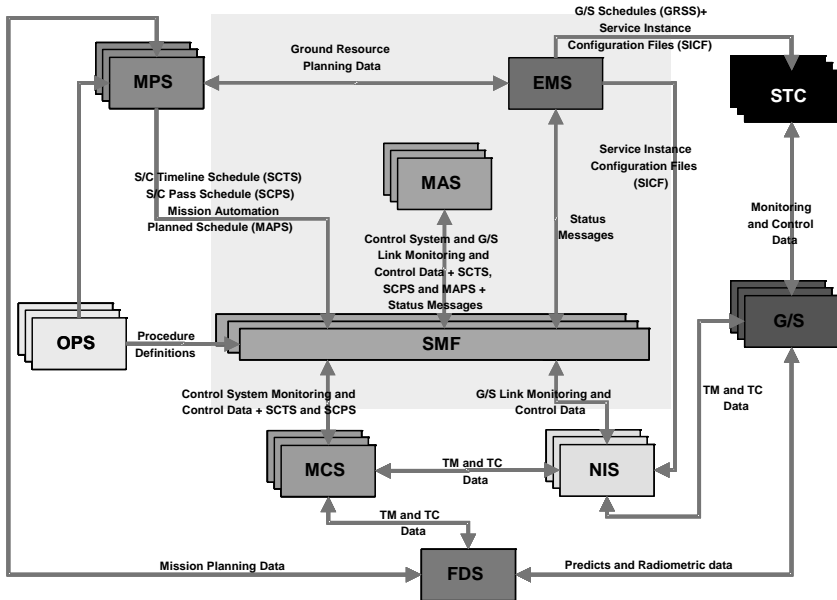 G/S Schedules (GRSS)+
Service Instance
Configuration Files (SICF)
Ground Resource
Planning Data
MPS
EMS
STC
S/C Timeline Schedule (SCTS)
S/C Pass Schedule (SCPS)
Mission Automation
Planned Schedule (MAPS)
MAS
Service Instance
Configuration Files
(SICF)
Status
Messages
Monitoring
and Control
Data
Control System and G/S
Link Monitoring and
Control Data + SCTS,
SCPS and MAPS +
Status Messages
OPS
Procedure
Definitions
SMF
G/S
Control System Monitoring and
Control Data + SCTS and SCPS
G/S Link Monitoring and
Control Data
TM and TC
Data
MCS
TM and TC
Data
NIS
TM and TC
Data
Mission Planning Data
FDS
Predicts and Radiometric data